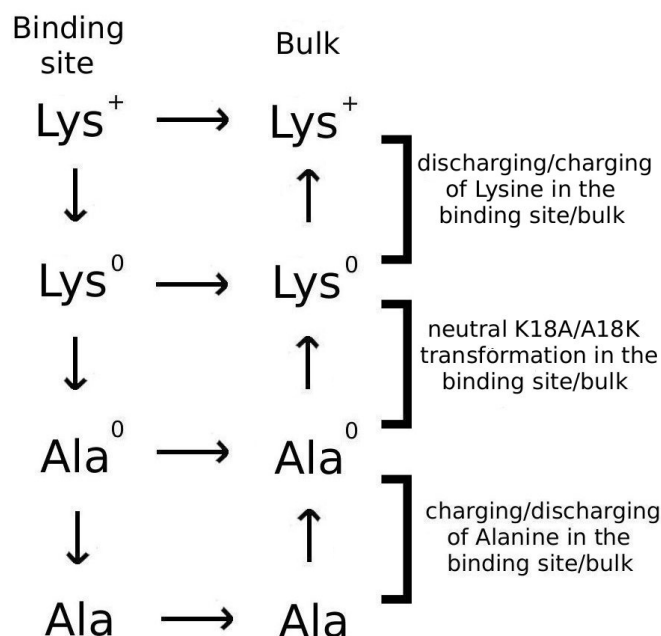 Binding
site
Bulk
Lys⁺
Lys⁺
discharging/charging
of Lysine in the
binding site/bulk
Lys⁰
Lys⁰
neutral K18A/A18K
transformation in the
binding site/bulk
Ala⁰
Ala⁰
charging/discharging
of Alanine in the
binding site/bulk
Ala
Ala